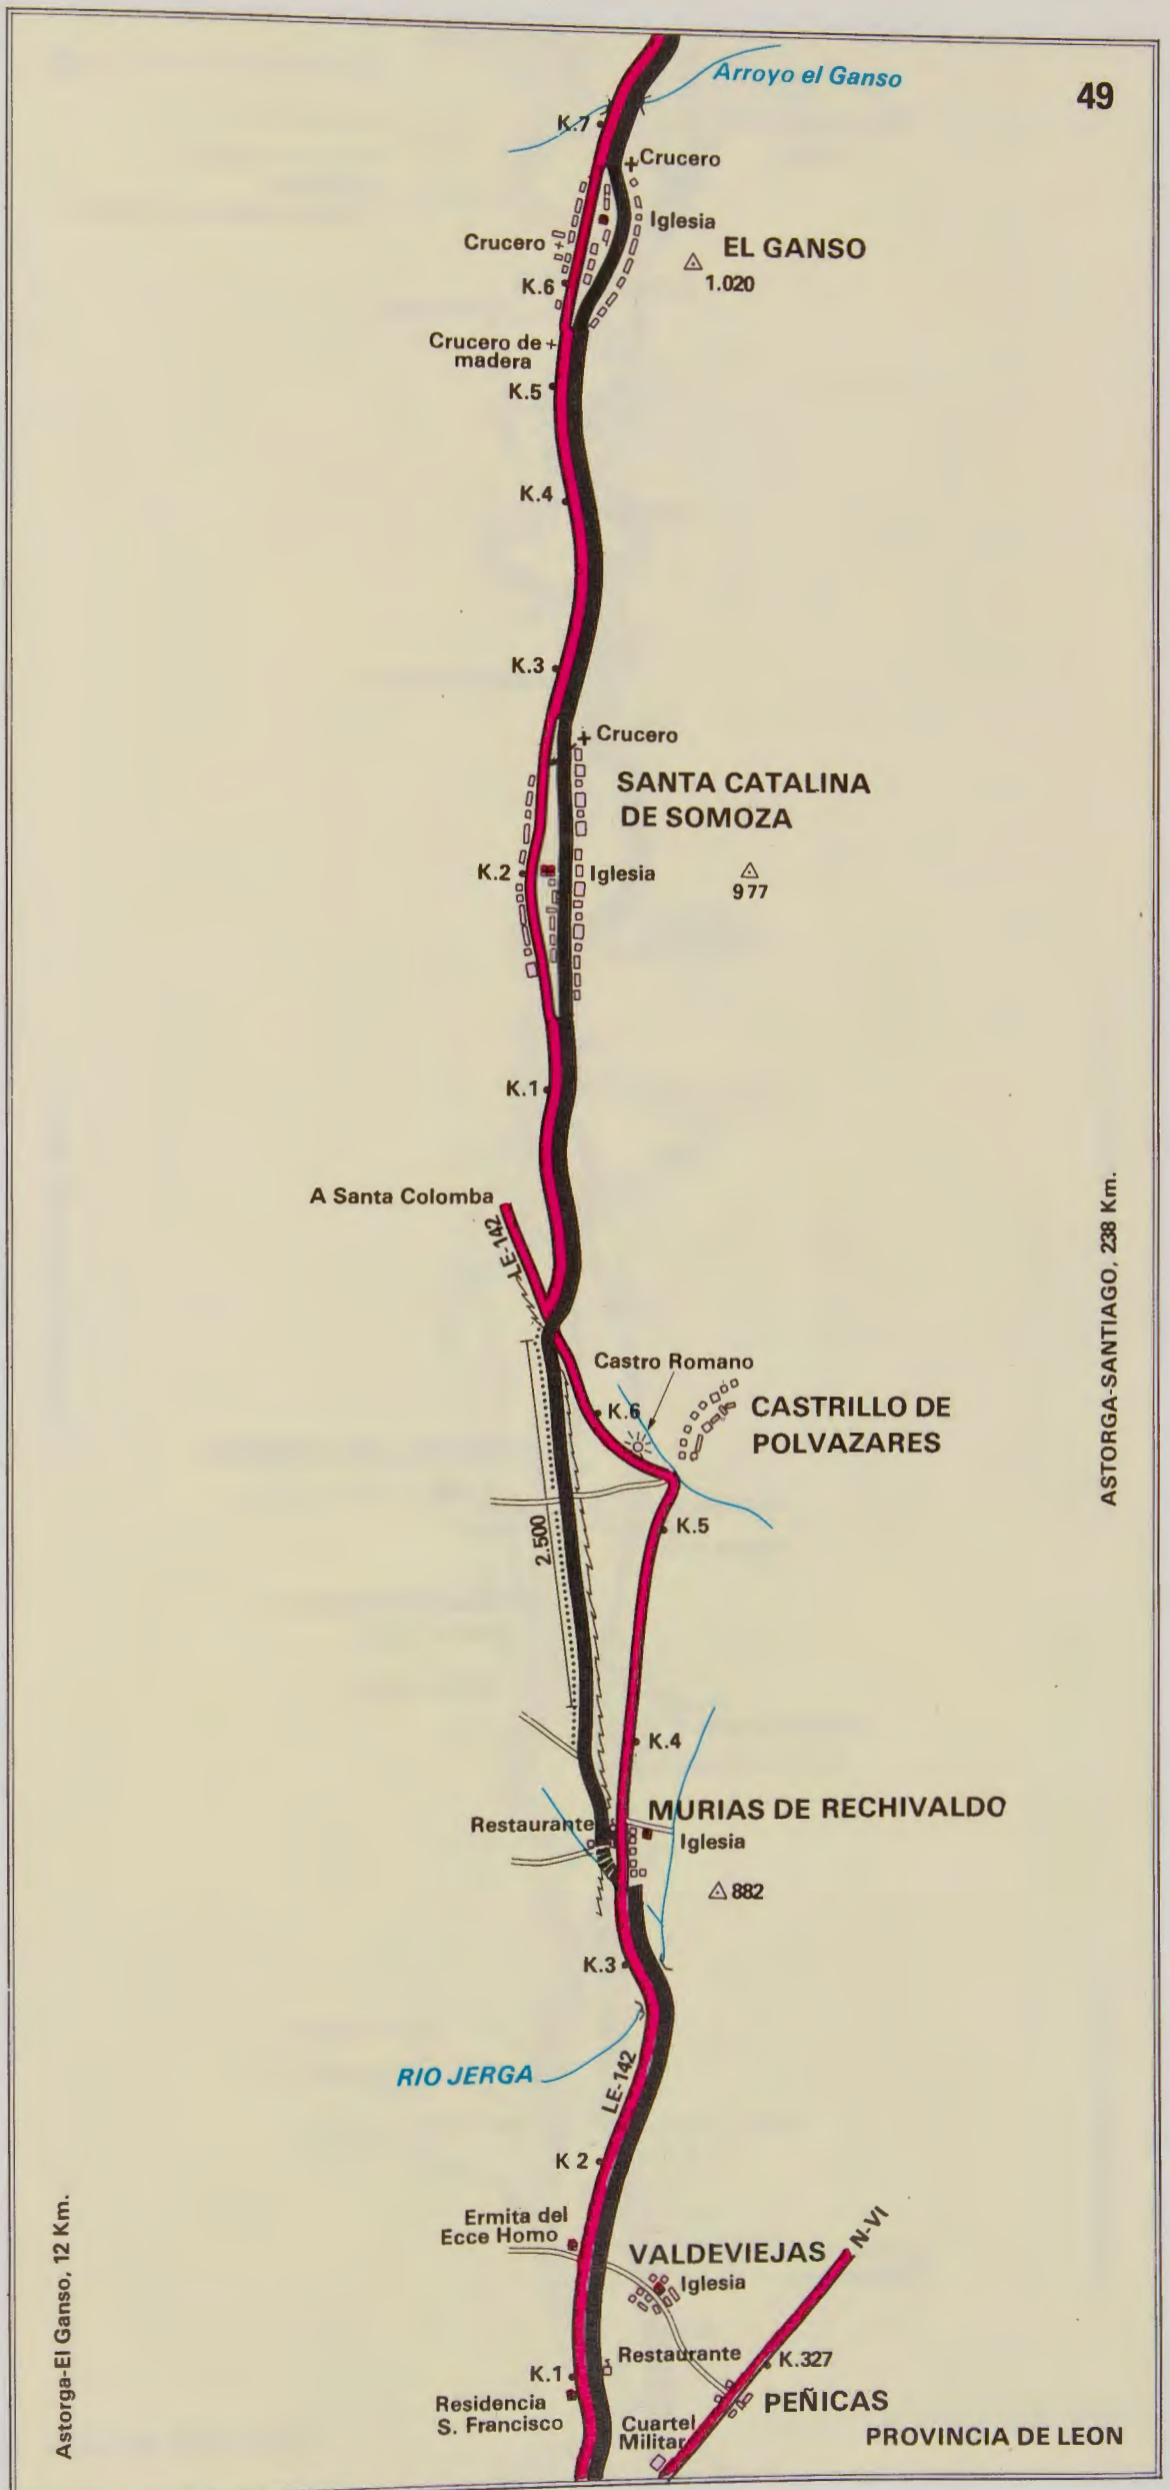 Arroyo el Ganso
49
K.7
Crucero
Iglesia
Crucero
EL GANSO
K.6
1.020
Crucero de
madera
K.5
K.4
K.3
Crucero
SANTA CATALINA
DE SOMOZA
K.2
Iglesia
977
K.1
A Santa Colomba
LE-142
ASTORGA-SANTIAGO, 238 Km.
Castro Romano
K.6
CASTRILLO DE
POLVAZARES
K.5
2.500
K.4
MURIAS DE RECHIVALDO
Restaurante
Iglesia
882
K.3
RIO JERGA
LE-142
K 2
Astorga-El Ganso, 12 Km.
Ermita del
Ecce Homo
N-VI
VALDEVIEJAS
Iglesia
Restaurante
K.327
K.1
PEÑICAS
Residencia
S. Francisco
Cuartel
Militar
PROVINCIA DE LEON